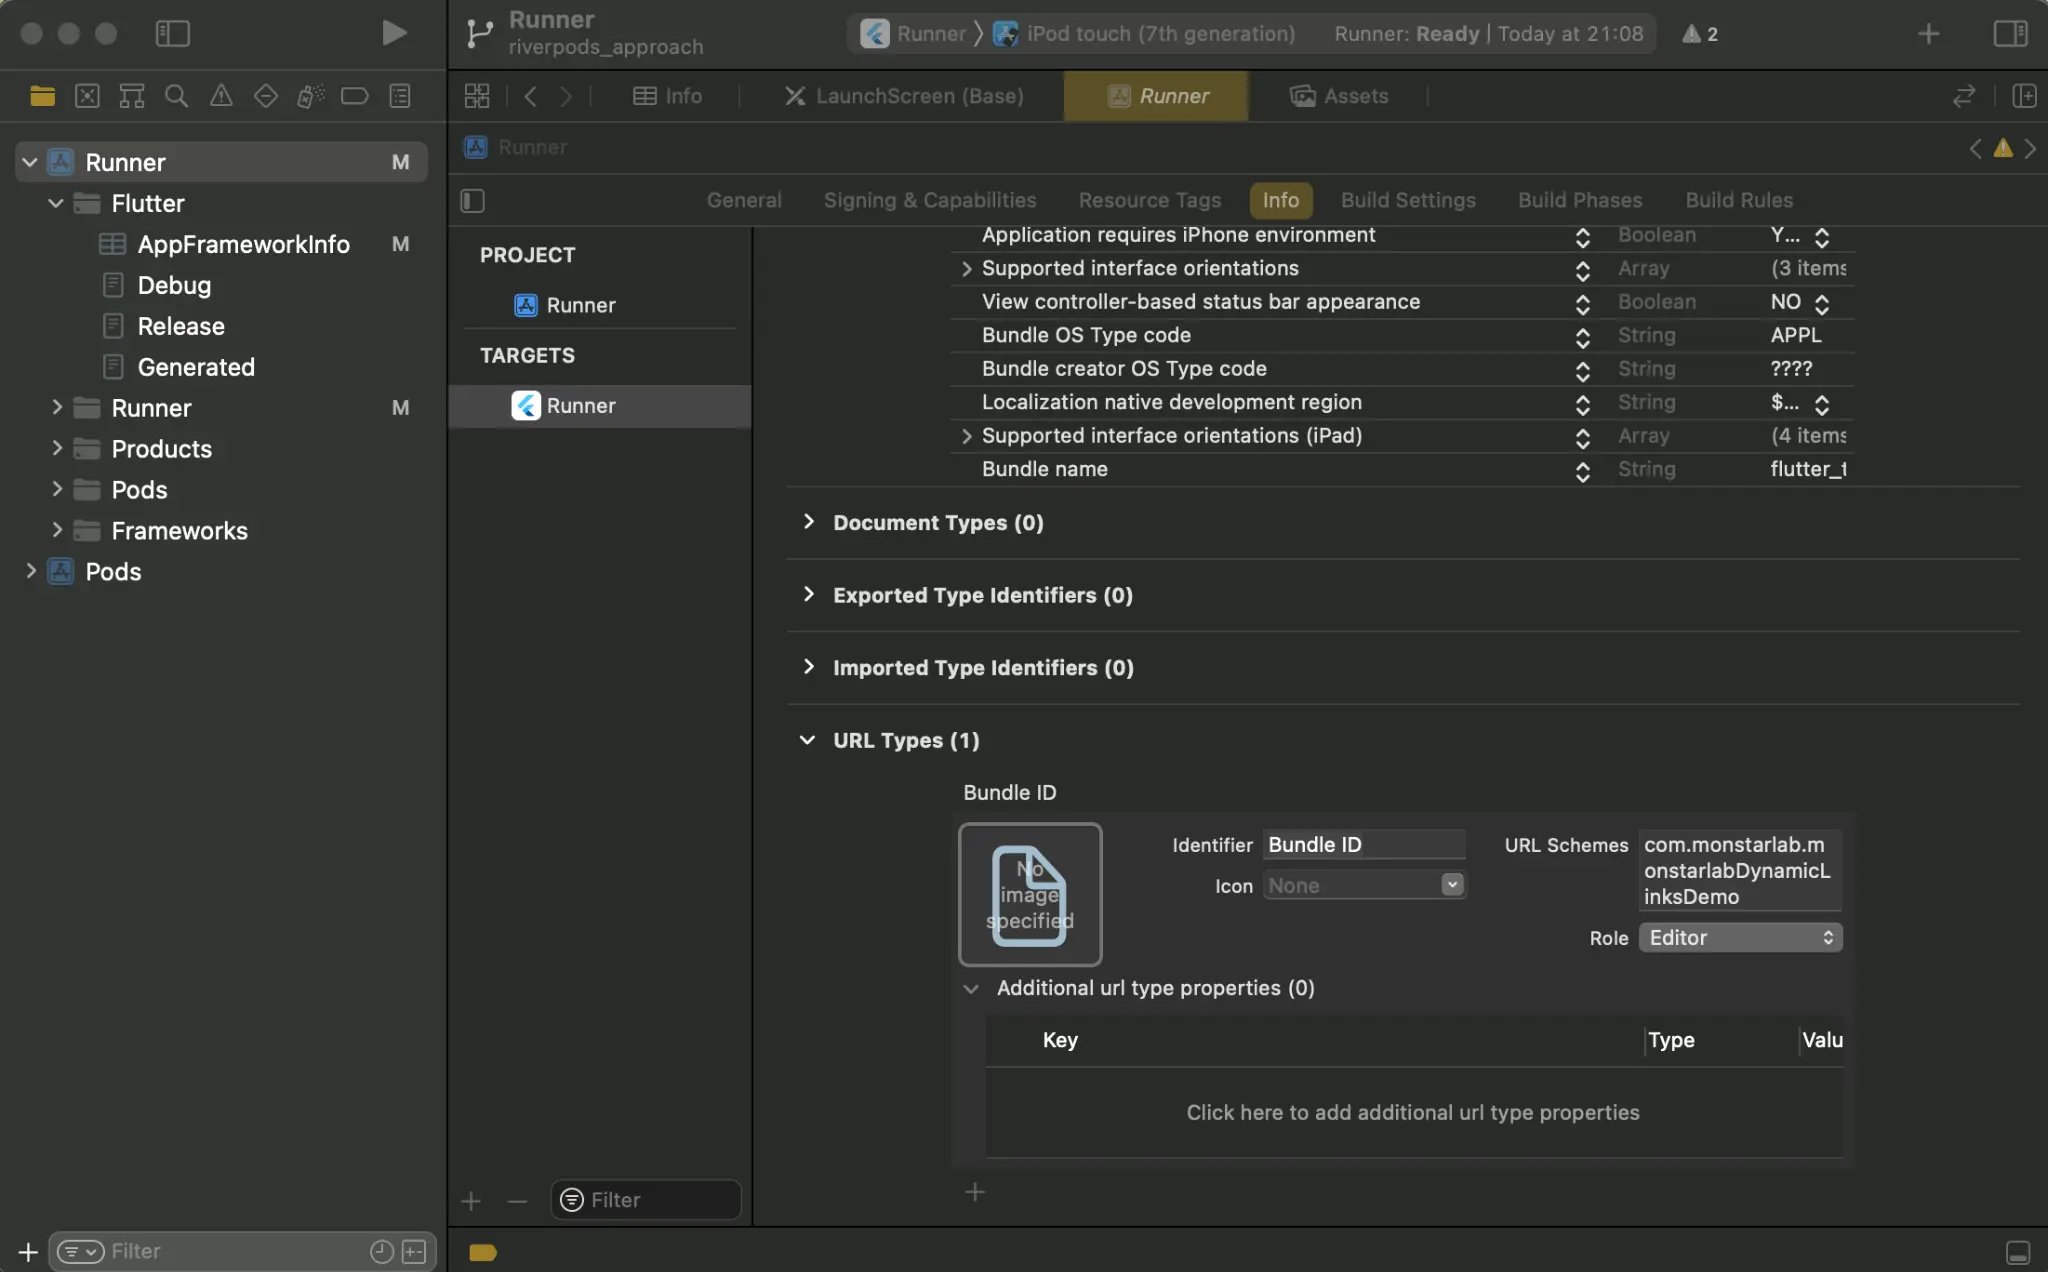 Runner
riverpods_approach
Runner
iPod touch (7th generation)
Runner: Ready | Today at 21:08
2
Info
LaunchScreen (Base)
Runner
Assets
Runner
General
Signing & Capabilities
Resource Tags
Info
Build Settings
Build Phases
Build Rules
Runner M
Flutter
AppFrameworkInfo M
Debug
Release
Generated
Runner M
Products
Pods
Frameworks
Pods
Filter
PROJECT
Runner
TARGETS
Runner
Filter
Application requires iPhone environment Boolean Y...
Supported interface orientations Array (3 items
View controller-based status bar appearance Boolean NO
Bundle OS Type code String APPL
Bundle creator OS Type code String ????
Localization native development region String $...
Supported interface orientations (iPad) Array (4 items
Bundle name String flutter_t
Document Types (0)
Exported Type Identifiers (0)
Imported Type Identifiers (0)
URL Types (1)
Bundle ID
No
image
specified
Identifier Bundle ID
Icon None
URL Schemes com.monstarlab.m
onstarlabDynamicL
inksDemo
Role Editor
Additional url type properties (0)
Key Type Valu
Click here to add additional url type properties